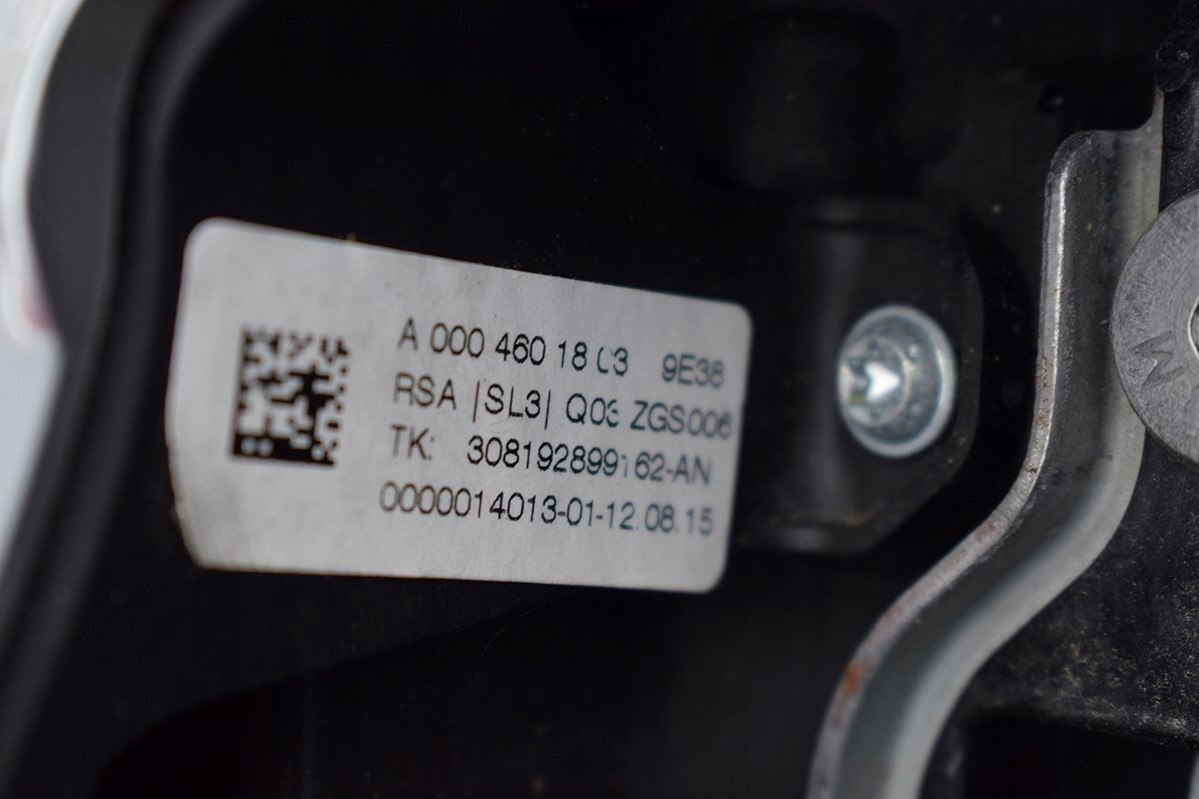 A 000 460 18 03 9E38
RSA |SL3| Q03 ZGS006
TK: 308192899162-AN
0000014013-01-12.08.15